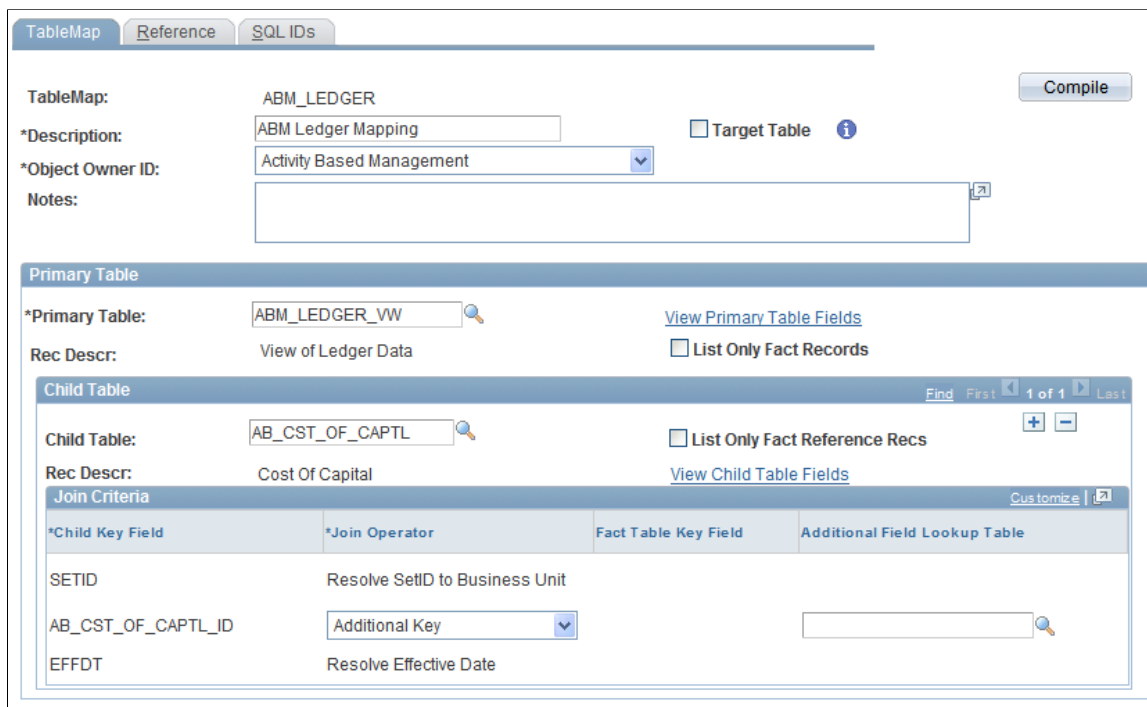 TableMap Reference SQL IDs
Compile
TableMap: ABM_LEDGER
*Description: ABM Ledger Mapping Target Table
*Object Owner ID: Activity Based Management
Notes:
Primary Table
*Primary Table: ABM_LEDGER_VW View Primary Table Fields
Rec Descr: View of Ledger Data List Only Fact Records
Child Table Find First 1 of 1 Last
Child Table: AB_CST_OF_CAPTL List Only Fact Reference Recs
Rec Descr: Cost Of Capital View Child Table Fields
Join Criteria Customize |
*Child Key Field *Join Operator Fact Table Key Field Additional Field Lookup Table
SETID Resolve SetID to Business Unit
AB_CST_OF_CAPTL_ID Additional Key
EFFDT Resolve Effective Date